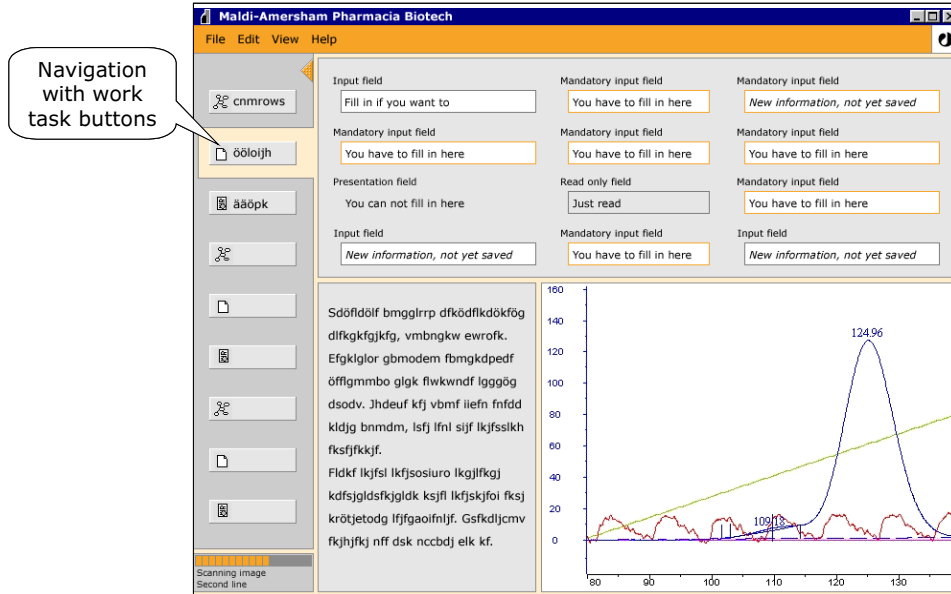 Maldi-Amersham Pharmacia Biotech
File Edit View Help
Navigation
with work
task buttons
cnmrows
ööloijh
ääöpk
Scanning image
Second line
Input field
Fill in if you want to
Mandatory input field
You have to fill in here
Mandatory input field
New information, not yet saved
Mandatory input field
You have to fill in here
Mandatory input field
You have to fill in here
Mandatory input field
You have to fill in here
Presentation field
You can not fill in here
Read only field
Just read
Mandatory input field
You have to fill in here
Input field
New information, not yet saved
Mandatory input field
You have to fill in here
Input field
New information, not yet saved
Sdöfldölf bmgglrrp dfködflkdökfög
dlfkgkfgjkfg, vmbngkw ewrofk.
Efgklglor gbmodem fbmgkdpedf
öfflgmmbo glgk flwkwndf lgggög
dsodv. Jhdeuf kfj vbmf iiefn fnfdd
kldjg bnmdm, lsfj lfnl sijf lkjfsslkh
fksfjfkkjf.
Fldkf lkjfsl lkfjsosiuro lkgjlfkgj
kdfsjgldsfkjgldk ksjfl lkfjskjfoi fksj
krötjetodg lfjfgaoifnljf. Gsfkdljcmv
fkjhjfkj nff dsk nccbdj elk kf.
160
140
120
100
80
60
40
20
0
124.96
109.18
80 90 100 110 120 130